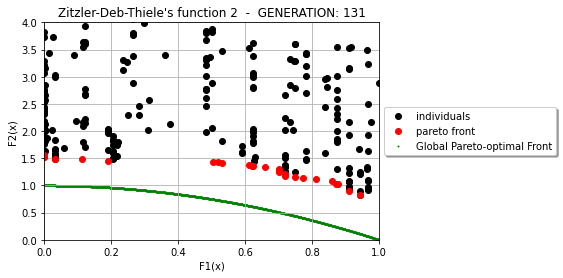 Zitzler-Deb-Thiele's function 2  -  GENERATION: 131
4.0
3.5
3.0
2.5
2.0
1.5
1.0
0.5
0.0
F2(x)
0.0 0.2 0.4 0.6 0.8 1.0
F1(x)
individuals
pareto front
Global Pareto-optimal Front